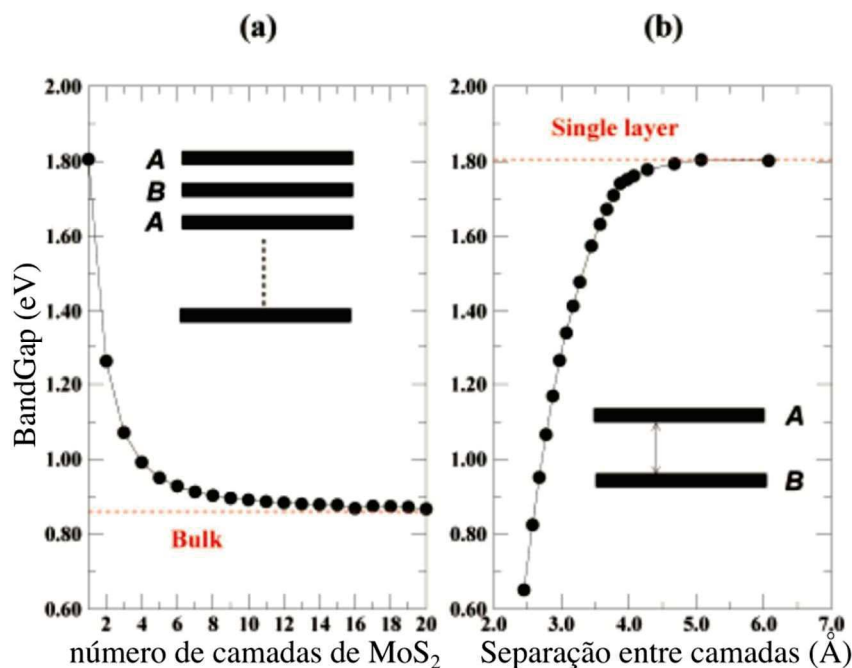 (a)
(b)
BandGap (eV)
2.00
1.80
1.60
1.40
1.20
1.00
0.80
0.60
A
B
A
Bulk
2 4 6 8 10 12 14 16 18 20
número de camadas de MoS₂
2.00
1.80
1.60
1.40
1.20
1.00
0.80
0.60
Single layer
A
B
2.0 3.0 4.0 5.0 6.0 7.0
Separação entre camadas (Å)